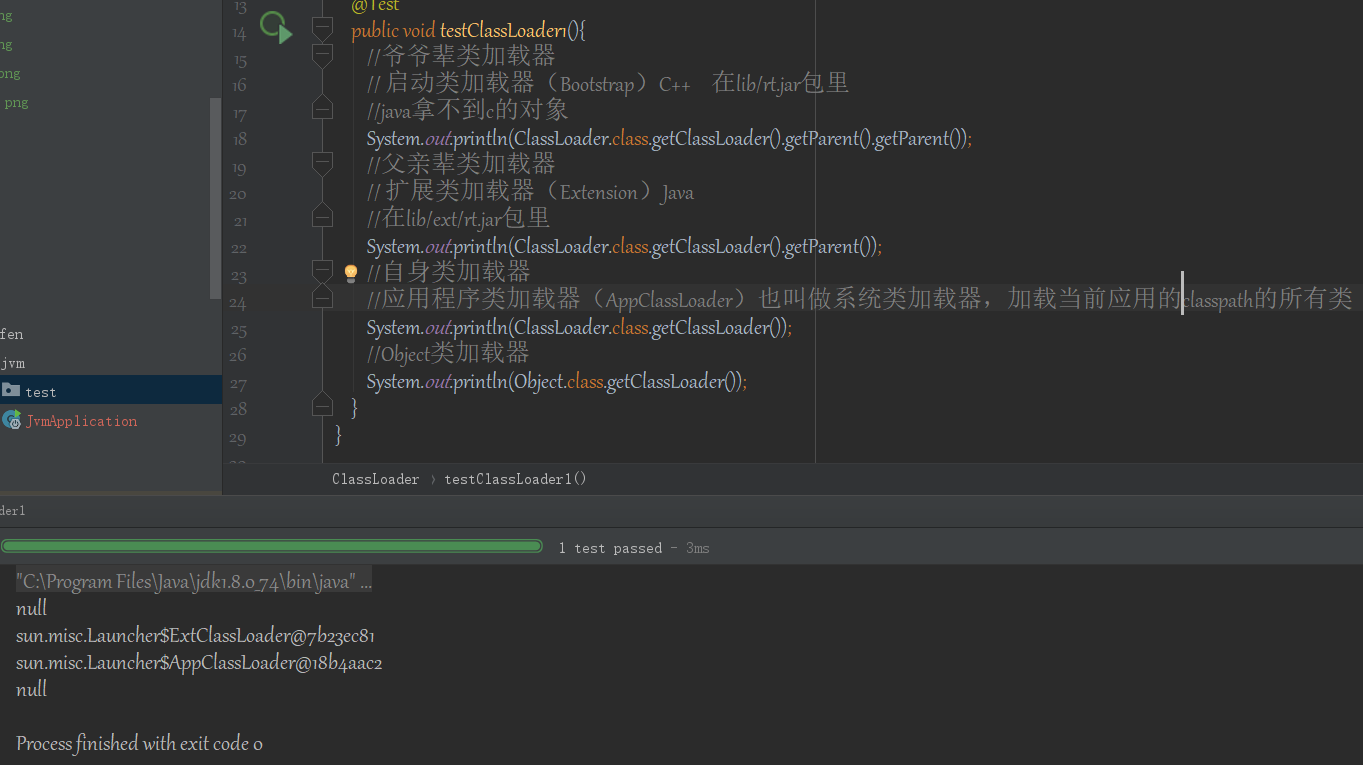 ng
ng
ong
png
fen
jvm
test
JvmApplication
13 @Test
14 public void testClassLoader1(){
15 //爷爷辈类加载器
16 // 启动类加载器（Bootstrap）C++ 在lib/rt.jar包里
17 //java拿不到c的对象
18 System.out.println(ClassLoader.class.getClassLoader().getParent().getParent());
19 //父亲辈类加载器
20 // 扩展类加载器（Extension）Java
21 //在lib/ext/rt.jar包里
22 System.out.println(ClassLoader.class.getClassLoader().getParent());
23 //自身类加载器
24 //应用程序类加载器（AppClassLoader）也叫做系统类加载器，加载当前应用的classpath的所有类
25 System.out.println(ClassLoader.class.getClassLoader());
26 //Object类加载器
27 System.out.println(Object.class.getClassLoader());
28 }
29 }
ClassLoader › testClassLoader1()
der1
1 test passed - 3ms
"C:\Program Files\Java\jdk1.8.0_74\bin\java" ...
null
sun.misc.Launcher$ExtClassLoader@7b23ec81
sun.misc.Launcher$AppClassLoader@18b4aac2
null
Process finished with exit code 0